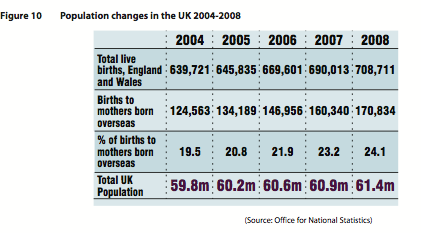 Figure 10 Population changes in the UK 2004-2008
2004 2005 2006 2007 2008
Total live
births, England 639,721 645,835 669,601 690,013 708,711
and Wales
Births to
mothers born 124,563 134,189 146,956 160,340 170,834
overseas
% of births to
mothers born 19.5 20.8 21.9 23.2 24.1
overseas
Total UK
Population 59.8m 60.2m 60.6m 60.9m 61.4m
(Source: Office for National Statistics)